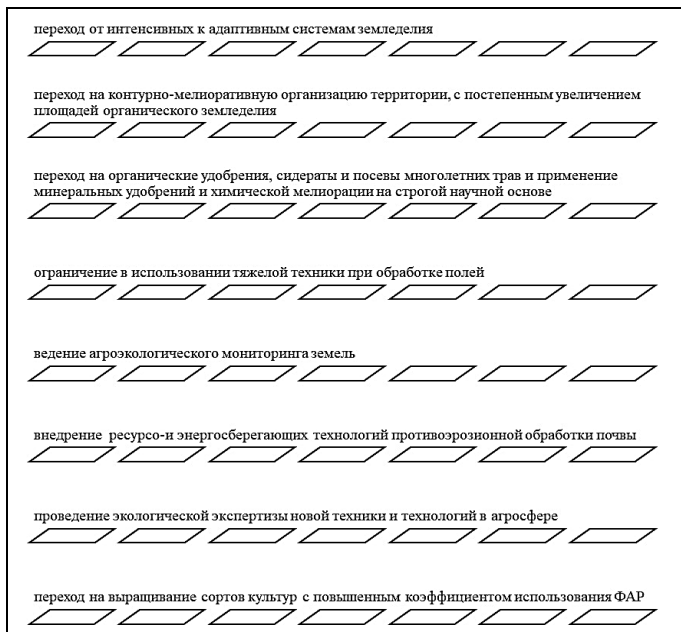 переход от интенсивных к адаптивным системам земледелия
переход на контурно-мелиоративную организацию территории, с постепенным увеличением
площадей органического земледелия
переход на органические удобрения, сидераты и посевы многолетних трав и применение
минеральных удобрений и химической мелиорации на строгой научной основе
ограничение в использовании тяжелой техники при обработке полей
ведение агроэкологического мониторинга земель
внедрение ресурсо-и энергосберегающих технологий противоэрозионной обработки почвы
проведение экологической экспертизы новой техники и технологий в агросфере
переход на выращивание сортов культур с повышенным коэффициентом использования ФАР